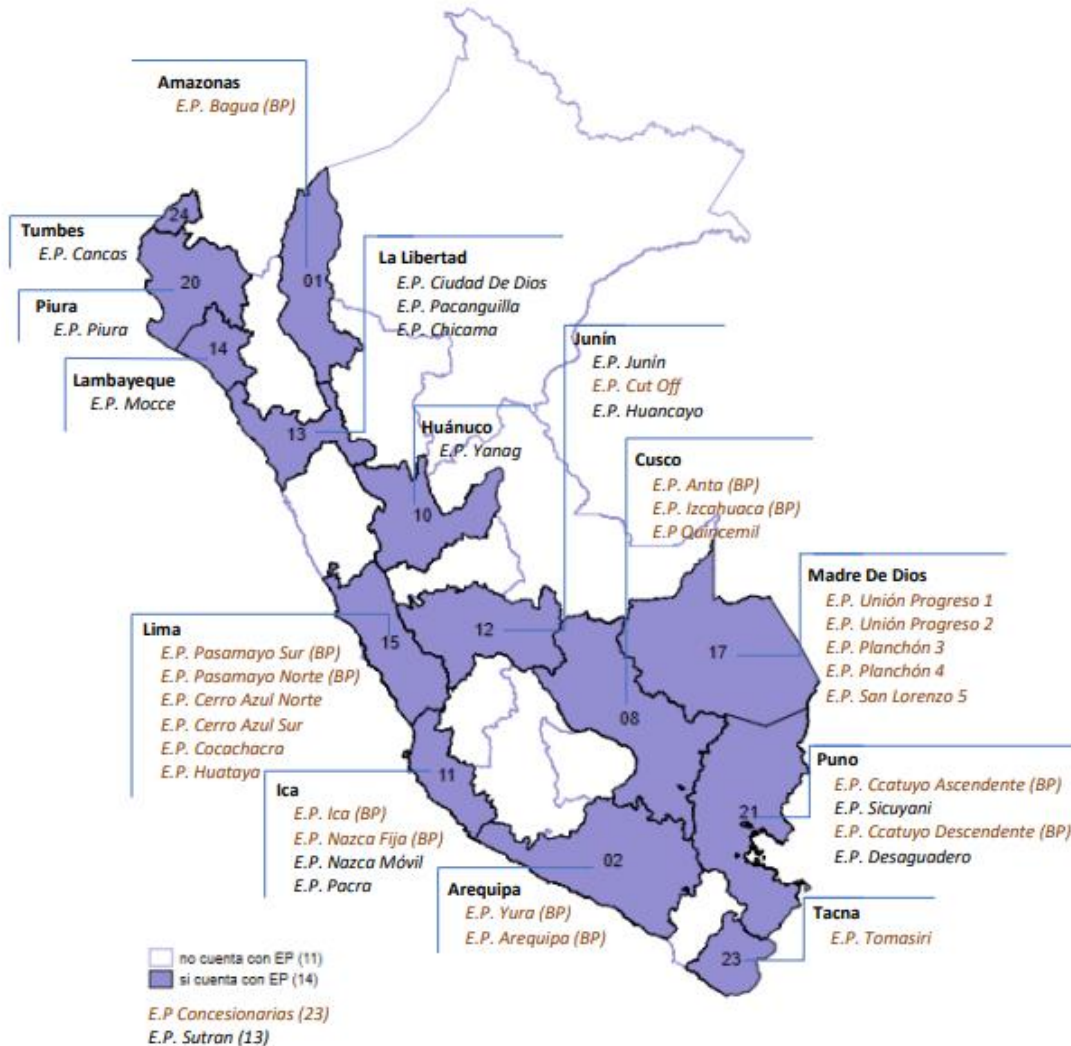 Amazonas
E.P. Bagua (BP)
Tumbes
E.P. Cancas
Piura
E.P. Piura
Lambayeque
E.P. Mocce
La Libertad
E.P. Ciudad De Dios
E.P. Pacanguilla
E.P. Chicama
Huánuco
E.P. Yanag
Junín
E.P. Junín
E.P. Cut Off
E.P. Huancayo
Cusco
E.P. Anta (BP)
E.P. Izcahuaca (BP)
E.P Quincemil
Madre De Dios
E.P. Unión Progreso 1
E.P. Unión Progreso 2
E.P. Planchón 3
E.P. Planchón 4
E.P. San Lorenzo 5
Lima
E.P. Pasamayo Sur (BP)
E.P. Pasamayo Norte (BP)
E.P. Cerro Azul Norte
E.P. Cerro Azul Sur
E.P. Cocachacra
E.P. Huataya
Ica
E.P. Ica (BP)
E.P. Nazca Fija (BP)
E.P. Nazca Móvil
E.P. Pacra
Arequipa
E.P. Yura (BP)
E.P. Arequipa (BP)
Puno
E.P. Ccatuyo Ascendente (BP)
E.P. Sicuyani
E.P. Ccatuyo Descendente (BP)
E.P. Desaguadero
Tacna
E.P. Tomasiri
24
20
01
14
13
10
15
12
17
08
11
21
02
23
no cuenta con EP (11)
si cuenta con EP (14)
E.P Concesionarias (23)
E.P. Sutran (13)